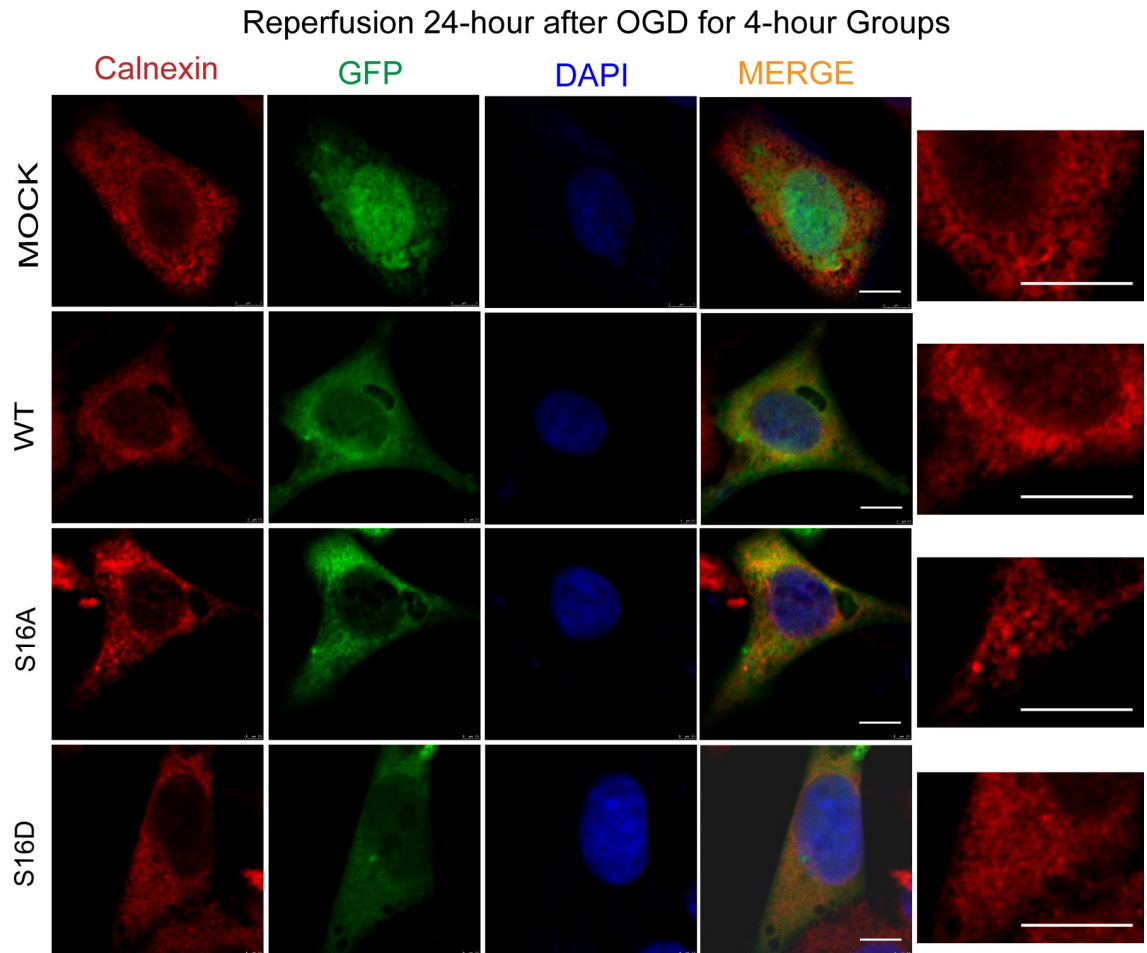 Reperfusion 24-hour after OGD for 4-hour Groups
Calnexin GFP DAPI MERGE
MOCK
WT
S16A
S16D